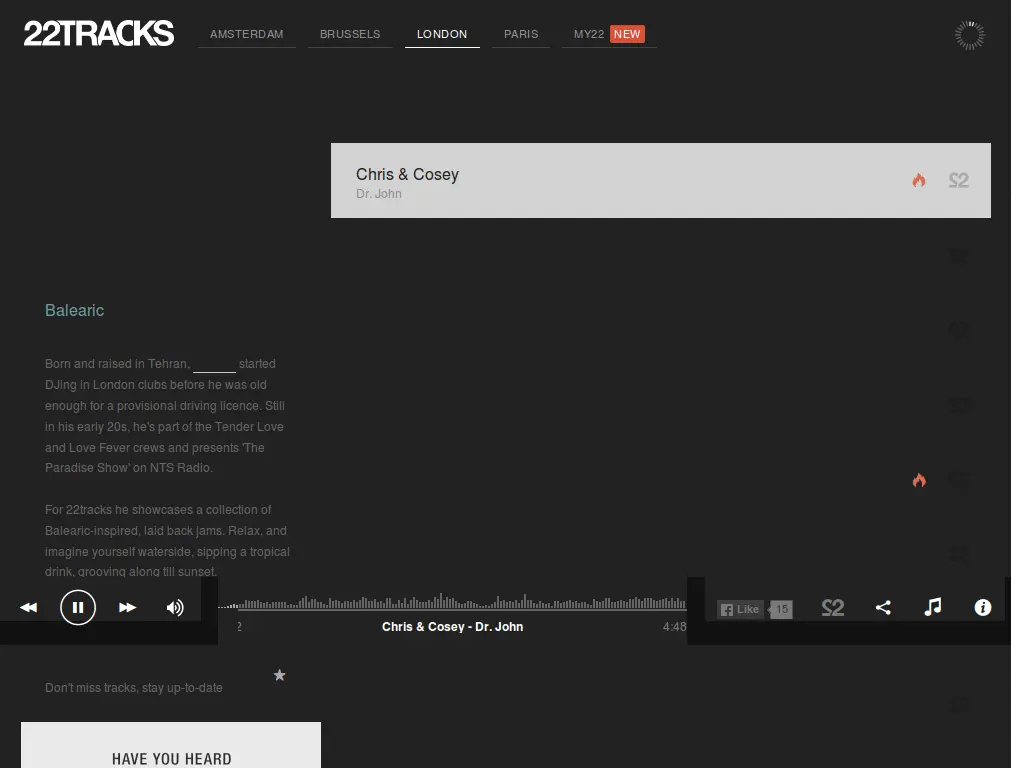 22TRACKS
AMSTERDAM
BRUSSELS
LONDON
PARIS
MY22 NEW
Chris & Cosey
Dr. John
22
Balearic
Born and raised in Tehran, started
DJing in London clubs before he was old
enough for a provisional driving licence. Still
in his early 20s, he's part of the Tender Love
and Love Fever crews and presents 'The
Paradise Show' on NTS Radio.
For 22tracks he showcases a collection of
Balearic-inspired, laid back jams. Relax, and
imagine yourself waterside, sipping a tropical
drink, grooving along till sunset.
Like 15
22
2
Chris & Cosey - Dr. John
4:48
Don't miss tracks, stay up-to-date
HAVE YOU HEARD